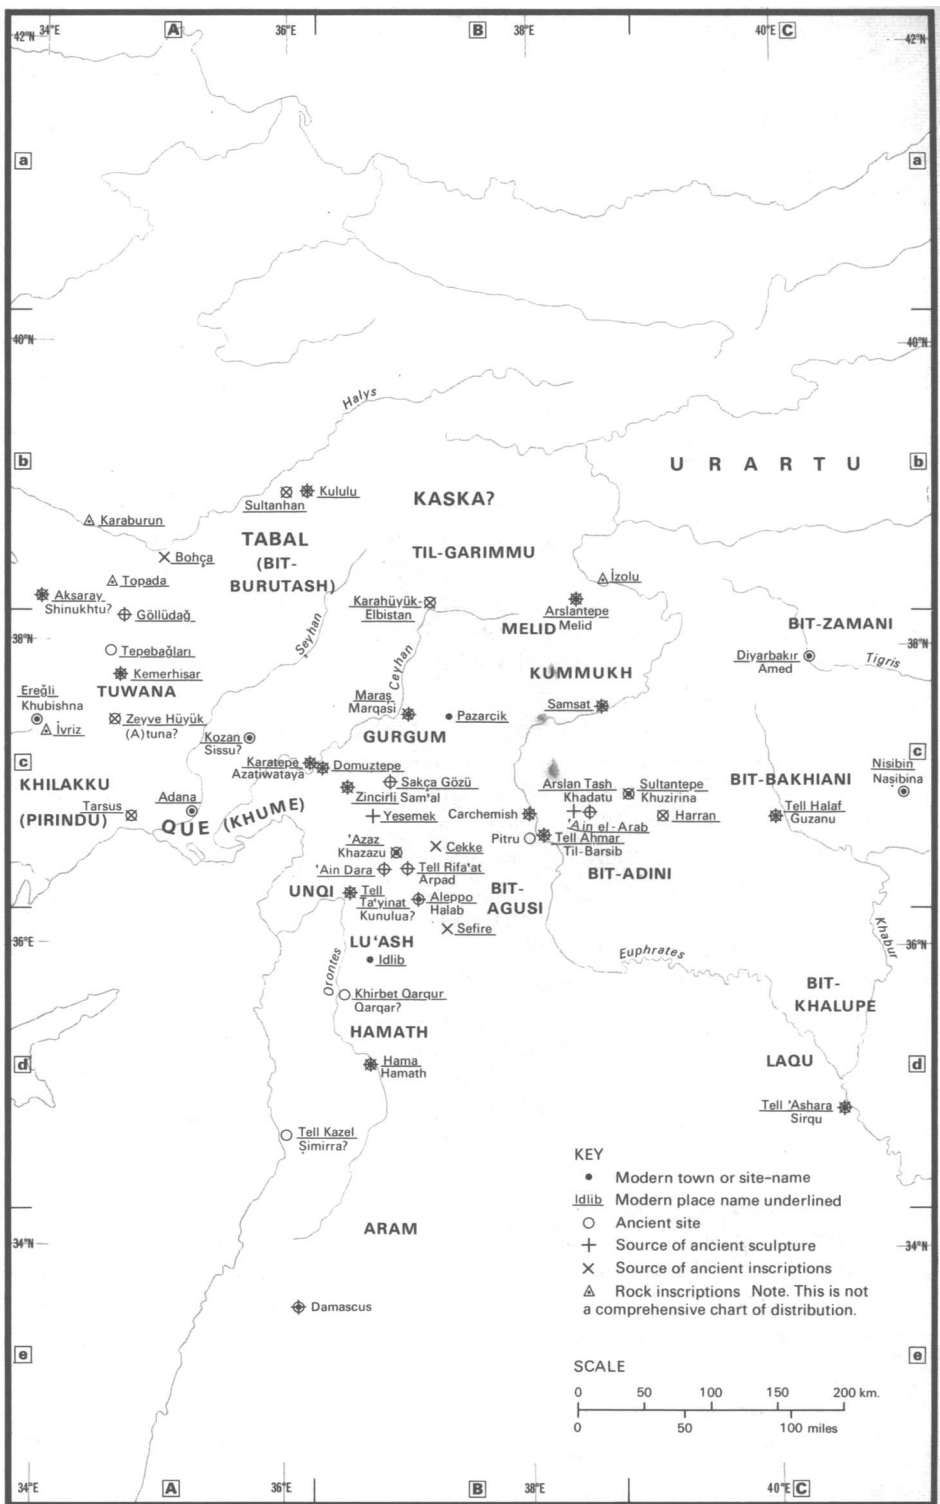 34°E
A
36°E
B
38°E
40°E
C
42°N
42°N
a
a
40°N
40°N
Halys
b
b
U R A R T U
Kululu
Sultanhan
KASKA?
Karaburun
TABAL
(BIT-
BURUTASH)
Bohça
TIL-GARIMMU
Topada
İzolu
Aksaray
Shinukhtu?
Göllüdağ
Karahüyük-
Elbistan
Arslantepe
Melid
MELID
BIT-ZAMANI
38°N
38°N
Seyhan
Ceyhan
Tepebağları
Diyarbakır
Amed
Tigris
Kemerhisar
KUMMUKH
TUWANA
Ereğli
Khubishna
Maraş
Marqasi
Samsat
Zeyve Hüyük
(A)tuna?
Pazarcik
İvriz
Kozan
Sissu?
GURGUM
c
c
Karatepe
Azatiwataya
Domuztepe
Nisibin
Naṣibina
KHILAKKU
(PIRINDU)
Sakça Gözü
Arslan Tash
Khadatu
Sultantepe
Khuzirina
BIT-BAKHIANI
Zincirli Sam'al
Tarsus
Adana
QUE (KHUME)
Yesemek
Carchemish
'Ain el-Arab
Harran
Tell Halaf
Guzanu
'Azaz
Khazazu
Cekke
Pitru
Tell Ahmar
Til-Barsib
'Ain Dara
Tell Rifa'at
Arpad
BIT-ADINI
UNQI
Tell
Ta'yinat
Kunulua?
Aleppo
Halab
BIT-
AGUSI
Sefire
36°E
36°N
LU'ASH
Idlib
Orontes
Euphrates
Khabur
Khirbet Qarqur
Qarqar?
BIT-
KHALUPE
HAMATH
d
d
Hama
Hamath
LAQU
Tell 'Ashara
Sirqu
Tell Kazel
Ṣimirra?
KEY
Modern town or site-name
Idlib Modern place name underlined
Ancient site
Source of ancient sculpture
Source of ancient inscriptions
Rock inscriptions Note. This is not
a comprehensive chart of distribution.
ARAM
34°N
34°N
Damascus
e
e
SCALE
0 50 100 150 200 km.
0 50 100 miles
34°E
A
36°E
B
38°E
40°E
C